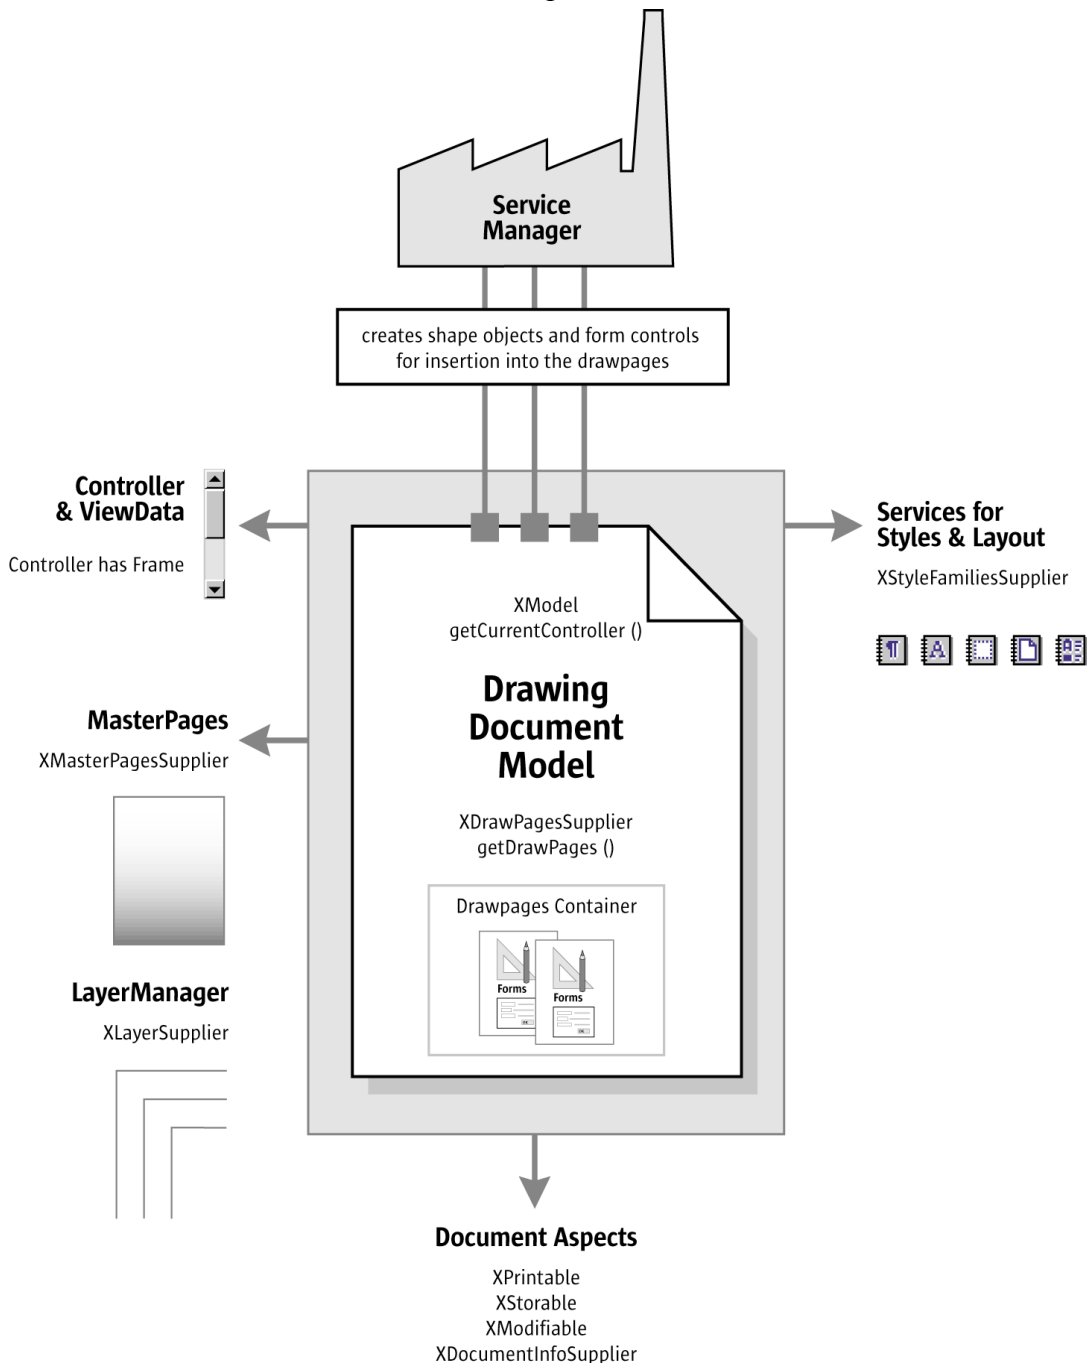 Service
Manager
creates shape objects and form controls
for insertion into the drawpages
Controller
& ViewData
Controller has Frame
Services for
Styles & Layout
XStyleFamiliesSupplier
XModel
getCurrentController ()
Drawing
Document
Model
MasterPages
XMasterPagesSupplier
XDrawPagesSupplier
getDrawPages ()
Drawpages Container
Forms
Forms
LayerManager
XLayerSupplier
Document Aspects
XPrintable
XStorable
XModifiable
XDocumentInfoSupplier